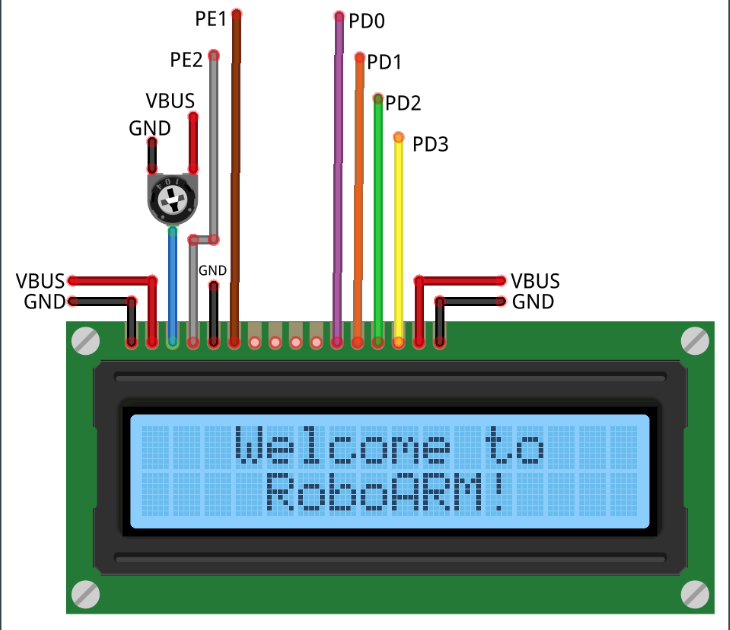 PE1
PD0
PE2
PD1
VBUS
PD2
GND
PD3
GND
VBUS
VBUS
GND
GND
Welcome to
RoboARM!